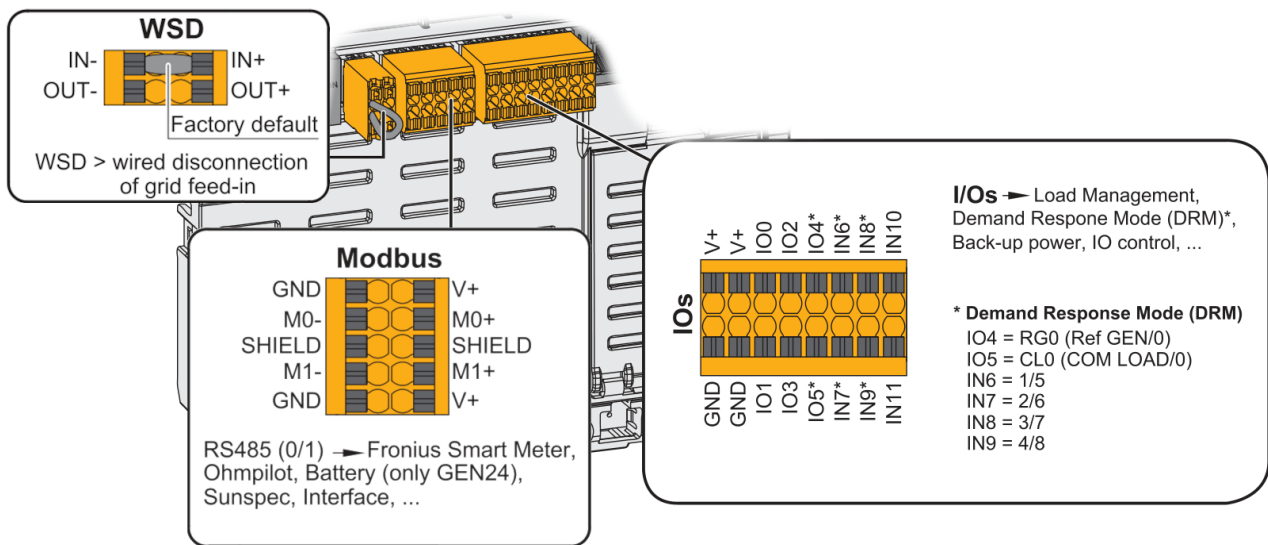 WSD
IN- IN+
OUT- OUT+
Factory default
WSD > wired disconnection
of grid feed-in
Modbus
GND V+
M0- M0+
SHIELD SHIELD
M1- M1+
GND V+
RS485 (0/1) → Fronius Smart Meter,
Ohmpilot, Battery (only GEN24),
Sunspec, Interface, ...
IOs
V+ V+ IO0 IO2 IO4* IN6* IN8* IN10
GND GND IO1 IO3 IO5* IN7* IN9* IN11
I/Os → Load Management,
Demand Respone Mode (DRM)*,
Back-up power, IO control, ...
* Demand Response Mode (DRM)
IO4 = RG0 (Ref GEN/0)
IO5 = CL0 (COM LOAD/0)
IN6 = 1/5
IN7 = 2/6
IN8 = 3/7
IN9 = 4/8